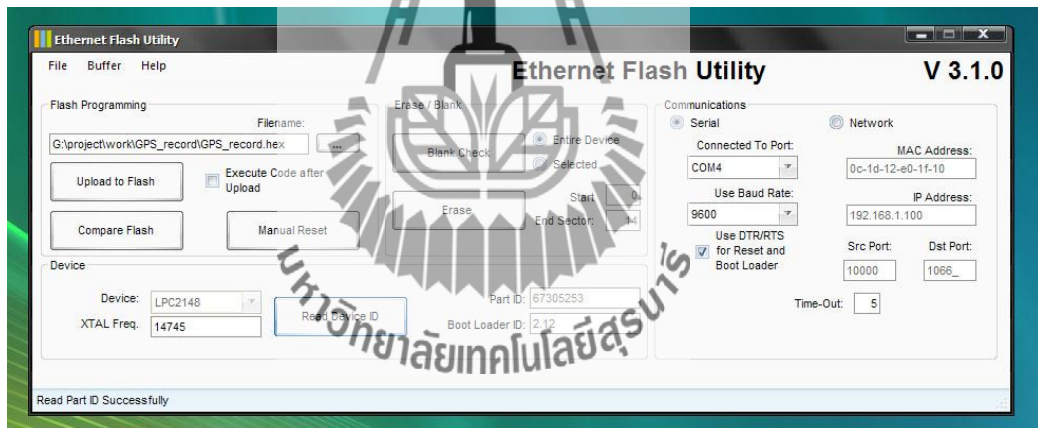 Ethernet Flash Utility
File Buffer Help
Ethernet Flash Utility V 3.1.0
Flash Programming
Filename:
G:\project\work\GPS_record\GPS_record.hex ...
Upload to Flash
Execute Code after Upload
Compare Flash
Manual Reset
Erase / Blank
Blank Check
Entire Device
Selected
Erase
Start 0
End Sector: 14
Communications
Serial
Network
Connected To Port:
COM4
Use Baud Rate:
9600
Use DTR/RTS
for Reset and
Boot Loader
MAC Address:
0c-1d-12-e0-1f-10
IP Address:
192.168.1.100
Src Port: Dst Port:
10000 1066_
Time-Out: 5
Device
Device: LPC2148
XTAL Freq. 14745
Read Device ID
Part ID: 67305253
Boot Loader ID: 2.12
มหาวิทยาลัยเทคโนโลยีสุรนารี
Read Part ID Successfully